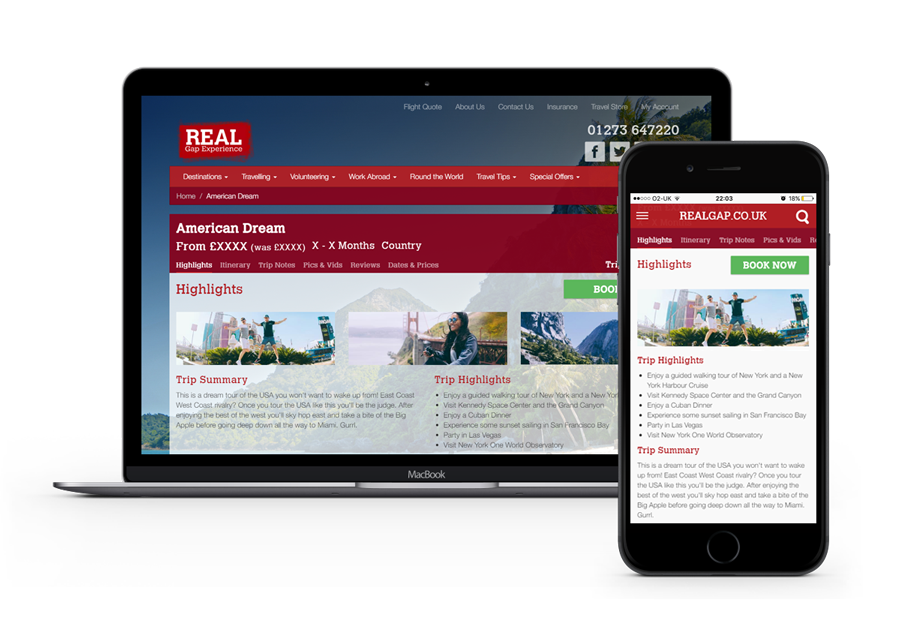 Flight Quote About Us Contact Us Insurance Travel Store My Account
REAL
Gap Experience
01273 647220
Destinations Travelling Volunteering Work Abroad Round the World Travel Tips Special Offers
Home / American Dream
American Dream
From £XXXX (was £XXXX) X - X Months Country
Highlights Itinerary Trip Notes Pics & Vids Reviews Dates & Prices
Highlights
Trip Summary
This is a dream tour of the USA you won't want to wake up from! East Coast
West Coast rivalry? Once you tour the USA like this you'll be the judge. After
enjoying the best of the west you'll sky hop east and take a bite of the Big
Apple before going deep down all the way to Miami. Gurrl.
Trip Highlights
Enjoy a guided walking tour of New York and a New
Visit Kennedy Space Center and the Grand Canyon
Enjoy a Cuban Dinner
Experience some sunset sailing in San Francisco Bay
Party in Las Vegas
Visit New York One World Observatory
MacBook
O2-UK 22:03 18%
REALGAP.CO.UK
Highlights Itinerary Trip Notes Pics & Vids
Highlights
BOOK NOW
Trip Highlights
Enjoy a guided walking tour of New York and a New
York Harbour Cruise
Visit Kennedy Space Center and the Grand Canyon
Enjoy a Cuban Dinner
Experience some sunset sailing in San Francisco Bay
Party in Las Vegas
Visit New York One World Observatory
Trip Summary
This is a dream tour of the USA you won't want to wake
up from! East Coast West Coast rivalry? Once you tour
the USA like this you'll be the judge. After enjoying the
best of the west you'll sky hop east and take a bite of the
Big Apple before going deep down all the way to Miami.
Gurrl.